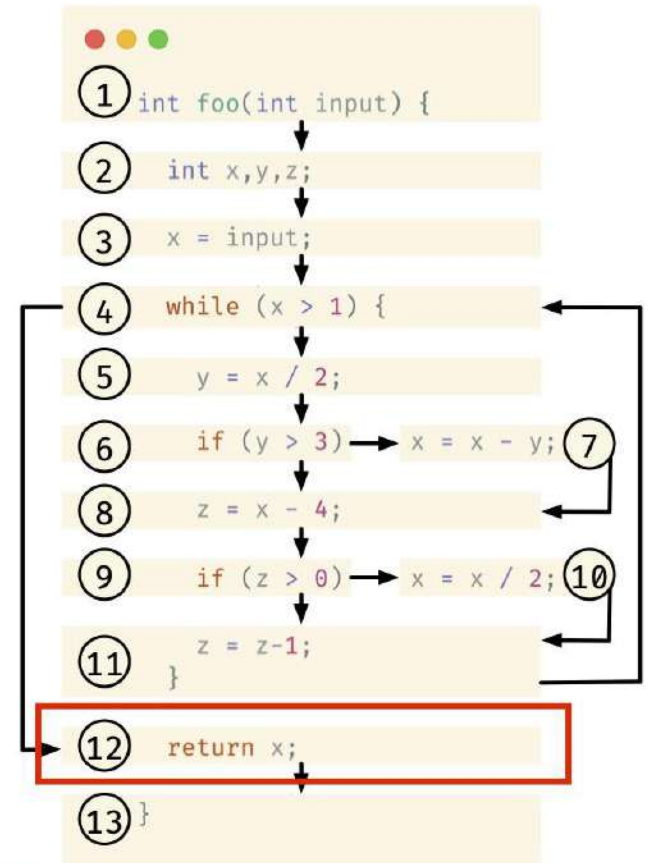 1 int foo(int input) {
2 int x,y,z;
3 x = input;
4 while (x > 1) {
5 y = x / 2;
6 if (y > 3) x = x - y; 7
8 z = x - 4;
9 if (z > 0) x = x / 2; 10
z = z-1;
11 }
12 return x;
13 }